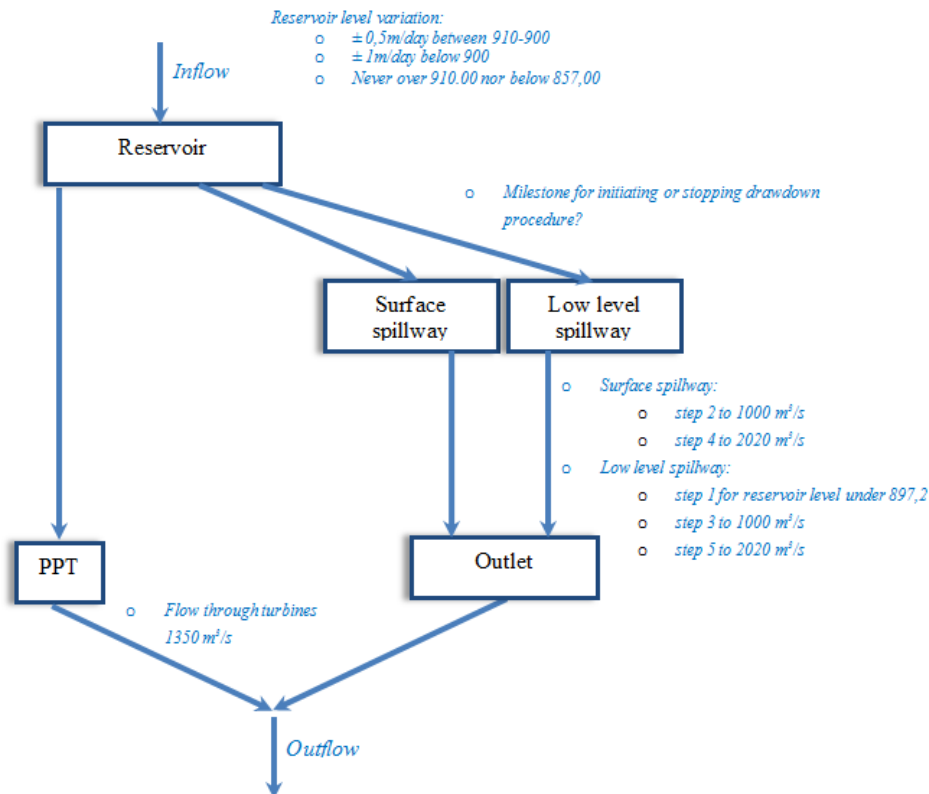 Reservoir level variation:
o ± 0,5m/day between 910-900
o ± 1m/day below 900
o Never over 910.00 nor below 857,00
Inflow
Reservoir
o Milestone for initiating or stopping drawdown
procedure?
Surface
spillway
Low level
spillway
o Surface spillway:
o step 2 to 1000 m³/s
o step 4 to 2020 m³/s
o Low level spillway:
o step 1 for reservoir level under 897,2
o step 3 to 1000 m³/s
o step 5 to 2020 m³/s
PPT
Outlet
o Flow through turbines
1350 m³/s
Outflow